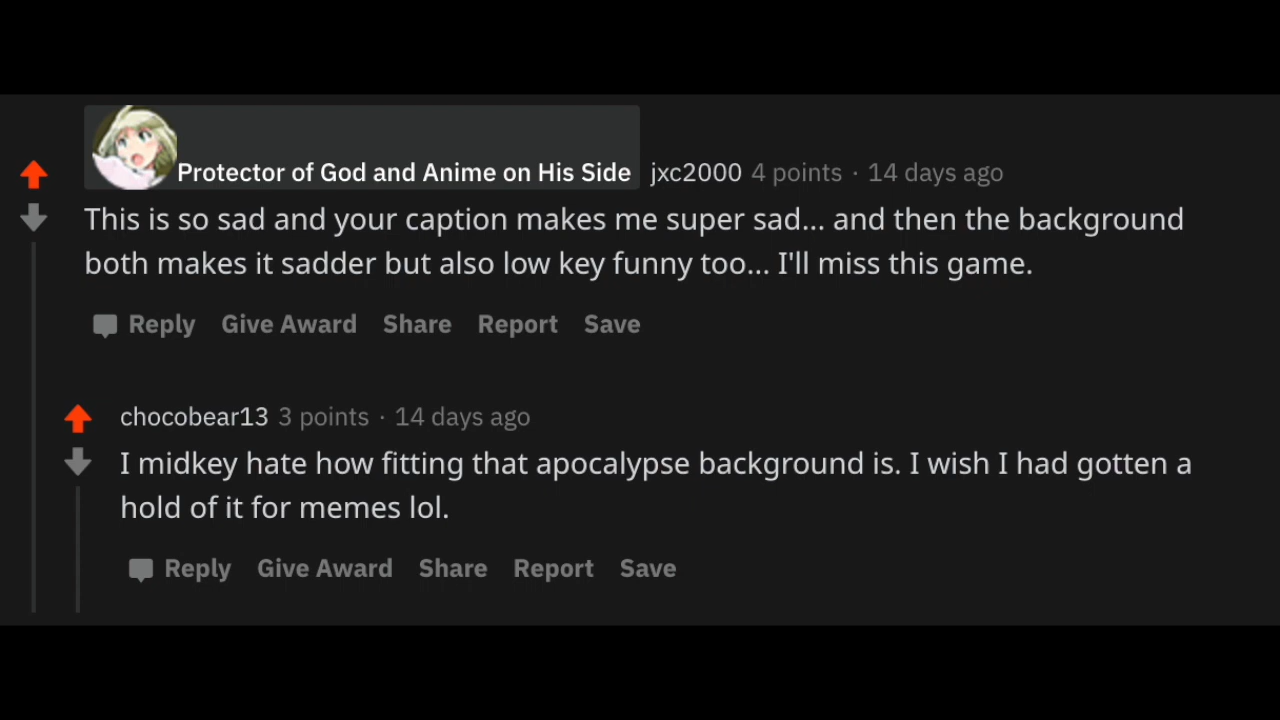 Protector of God and Anime on His Side jxc2000 4 points · 14 days ago
This is so sad and your caption makes me super sad... and then the background
both makes it sadder but also low key funny too... I'll miss this game.
Reply Give Award Share Report Save
chocobear13 3 points · 14 days ago
I midkey hate how fitting that apocalypse background is. I wish I had gotten a
hold of it for memes lol.
Reply Give Award Share Report Save